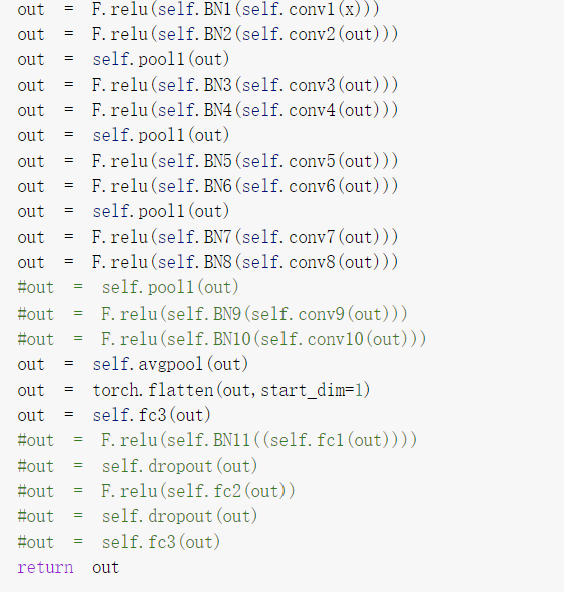 out = F.relu(self.BN1(self.conv1(x)))
out = F.relu(self.BN2(self.conv2(out)))
out = self.pool1(out)
out = F.relu(self.BN3(self.conv3(out)))
out = F.relu(self.BN4(self.conv4(out)))
out = self.pool1(out)
out = F.relu(self.BN5(self.conv5(out)))
out = F.relu(self.BN6(self.conv6(out)))
out = self.pool1(out)
out = F.relu(self.BN7(self.conv7(out)))
out = F.relu(self.BN8(self.conv8(out)))
#out = self.pool1(out)
#out = F.relu(self.BN9(self.conv9(out)))
#out = F.relu(self.BN10(self.conv10(out)))
out = self.avgpool(out)
out = torch.flatten(out,start_dim=1)
out = self.fc3(out)
#out = F.relu(self.BN11((self.fc1(out))))
#out = self.dropout(out)
#out = F.relu(self.fc2(out))
#out = self.dropout(out)
#out = self.fc3(out)
return out